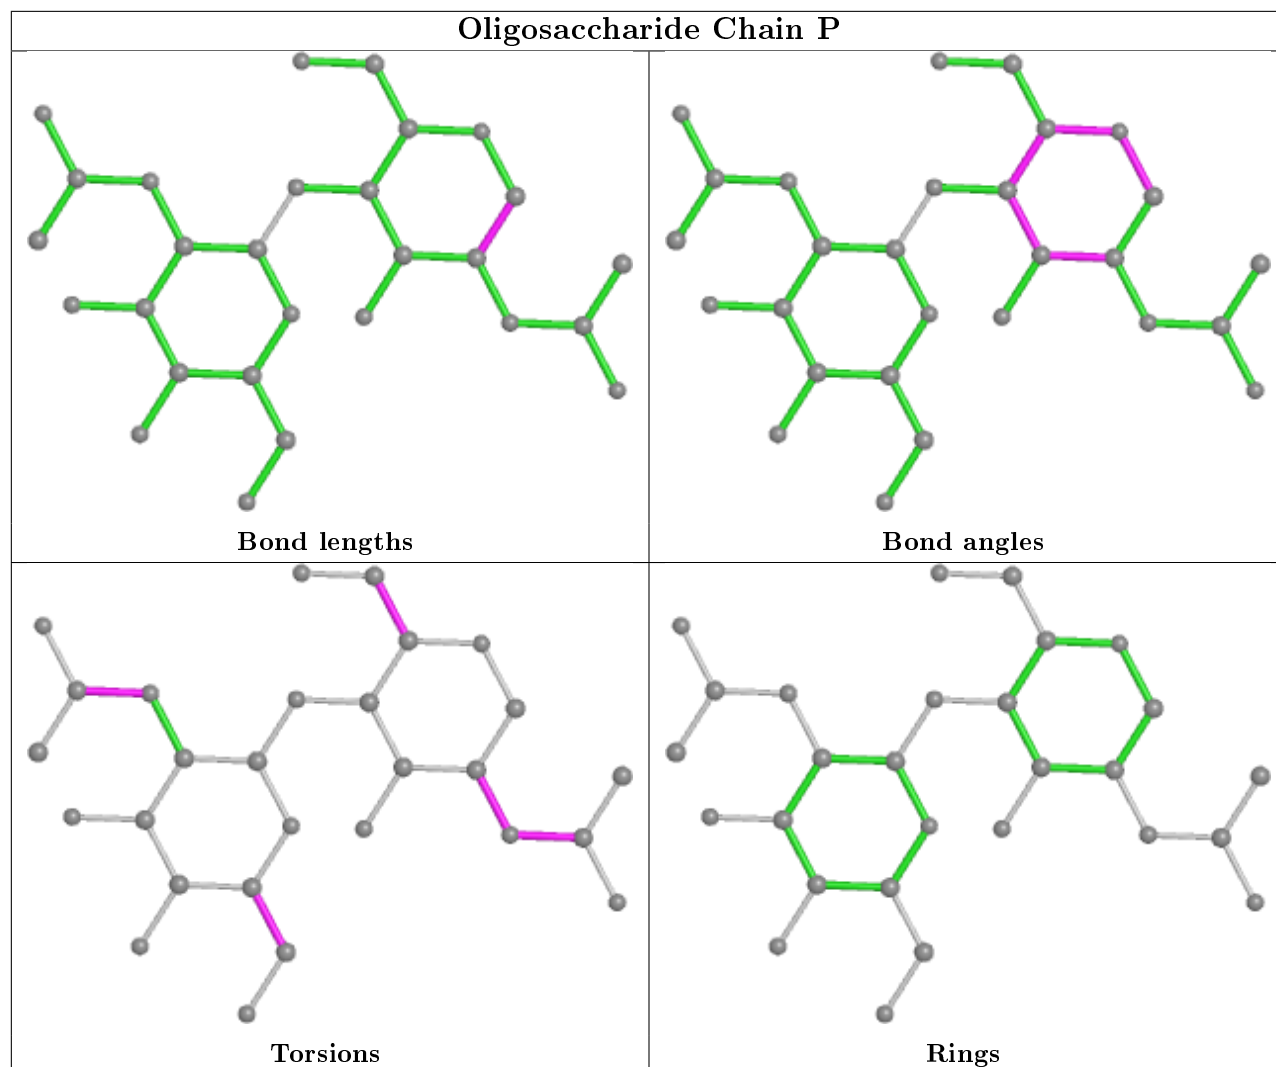 Oligosaccharide Chain P
Bond lengths
Bond angles
Torsions
Rings